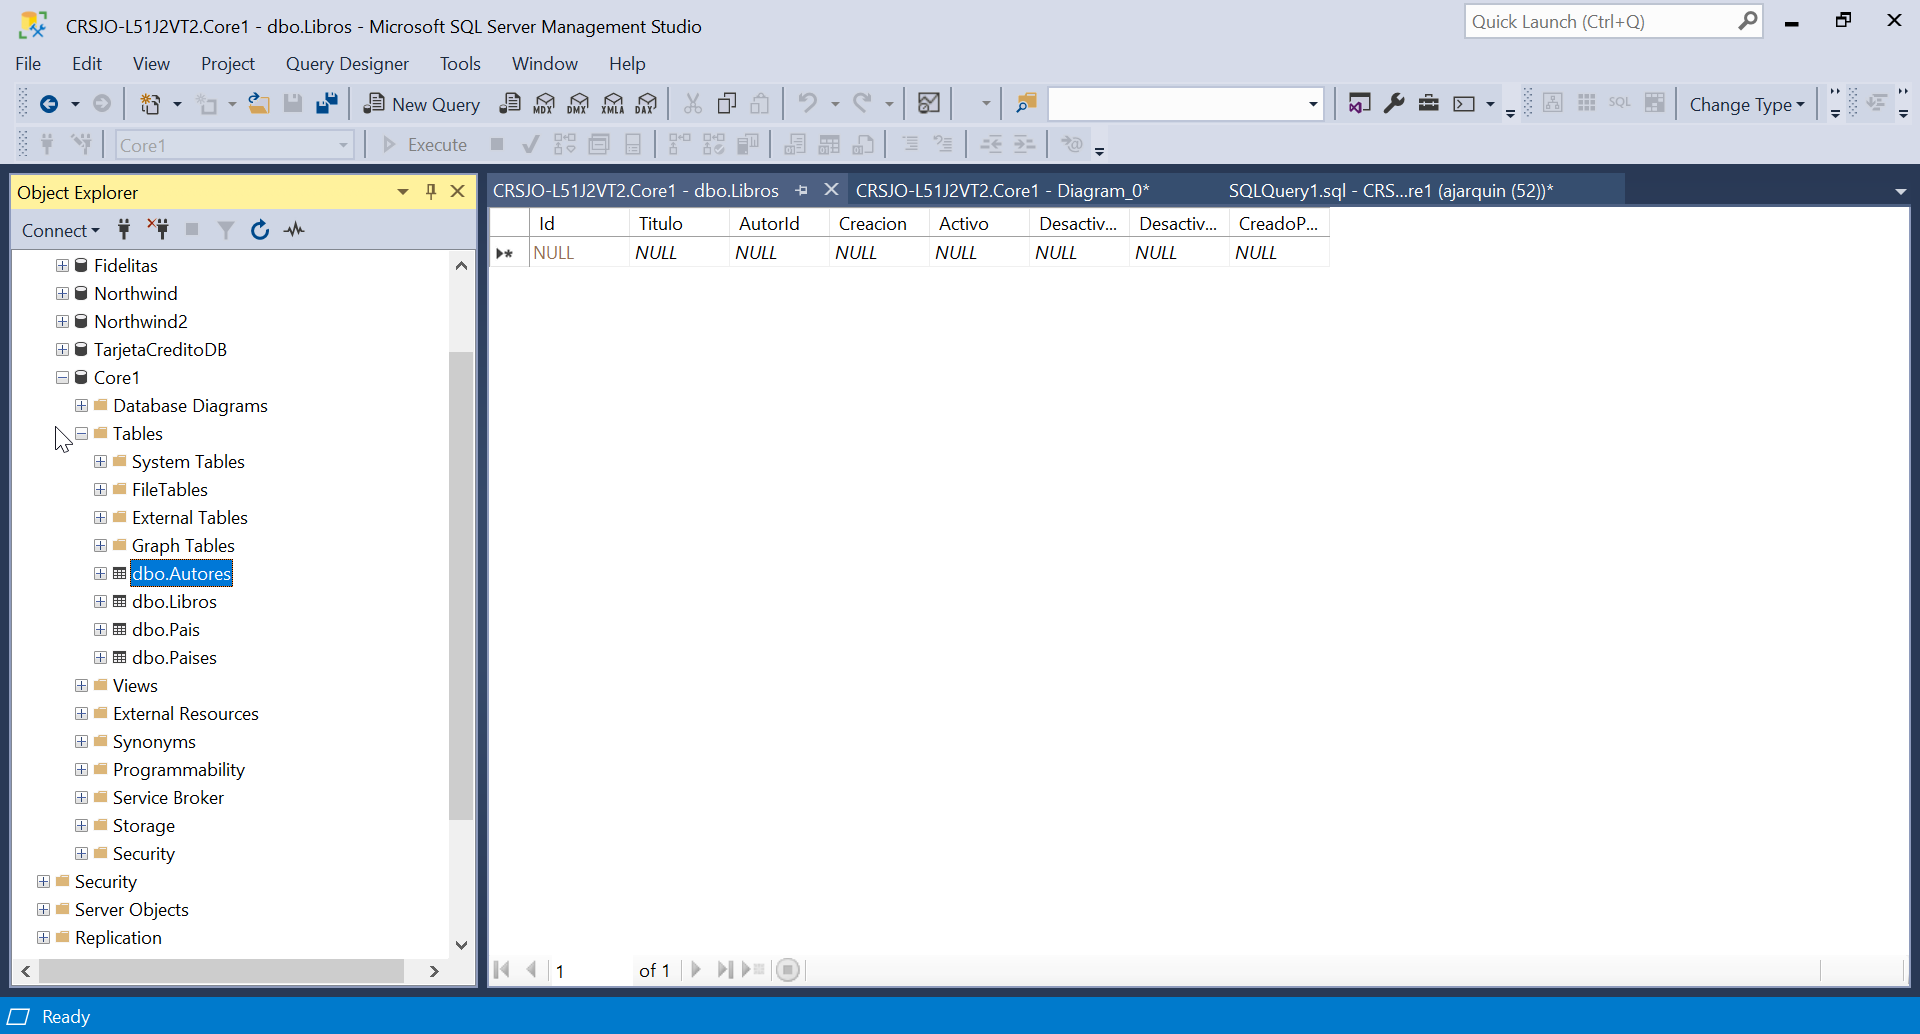 CRSJO-L51J2VT2.Core1 - dbo.Libros - Microsoft SQL Server Management Studio
Quick Launch (Ctrl+Q)
File Edit View Project Query Designer Tools Window Help
New Query MDX DMX XMLA DAX SQL Change Type
Core1 Execute
Object Explorer
CRSJO-L51J2VT2.Core1 - dbo.Libros CRSJO-L51J2VT2.Core1 - Diagram_0* SQLQuery1.sql - CRS...re1 (ajarquin (52))*
Connect
Id Titulo AutorId Creacion Activo Desactiv... Desactiv... CreadoP...
NULL NULL NULL NULL NULL NULL NULL NULL
Fidelitas
Northwind
Northwind2
TarjetaCreditoDB
Core1
Database Diagrams
Tables
System Tables
FileTables
External Tables
Graph Tables
dbo.Autores
dbo.Libros
dbo.Pais
dbo.Paises
Views
External Resources
Synonyms
Programmability
Service Broker
Storage
Security
Security
Server Objects
Replication
1 of 1
Ready